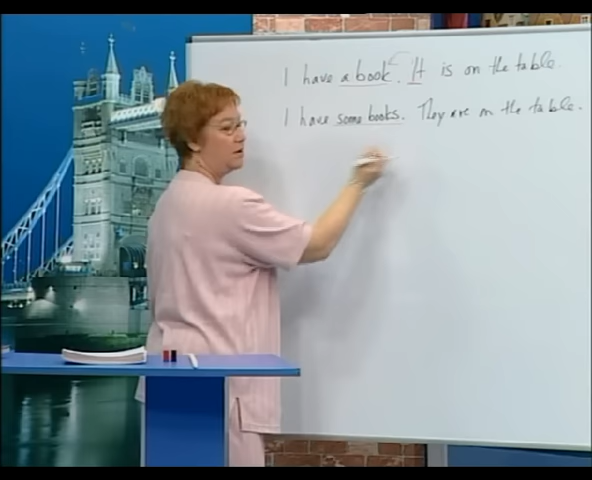 I have a book. It is on the table.
I have some books. They are on the table.